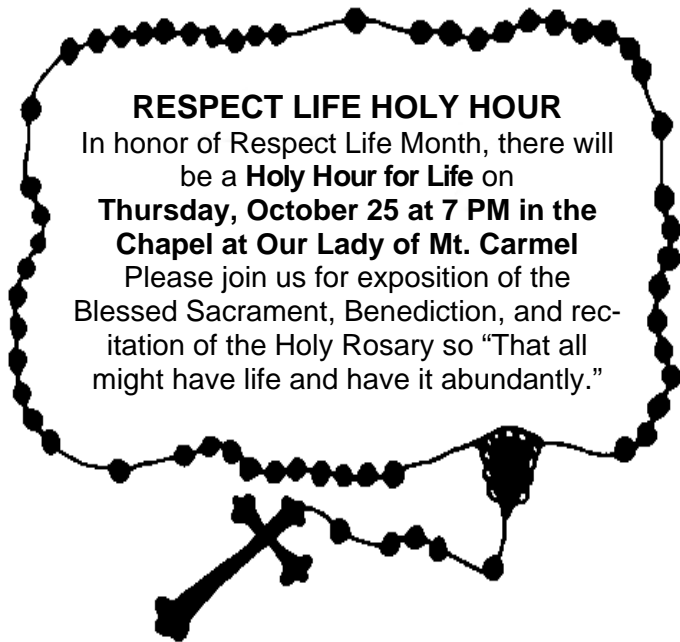 RESPECT LIFE HOLY HOUR
In honor of Respect Life Month, there will
be a Holy Hour for Life on
Thursday, October 25 at 7 PM in the
Chapel at Our Lady of Mt. Carmel
Please join us for exposition of the
Blessed Sacrament, Benediction, and rec-
itation of the Holy Rosary so “That all
might have life and have it abundantly.”